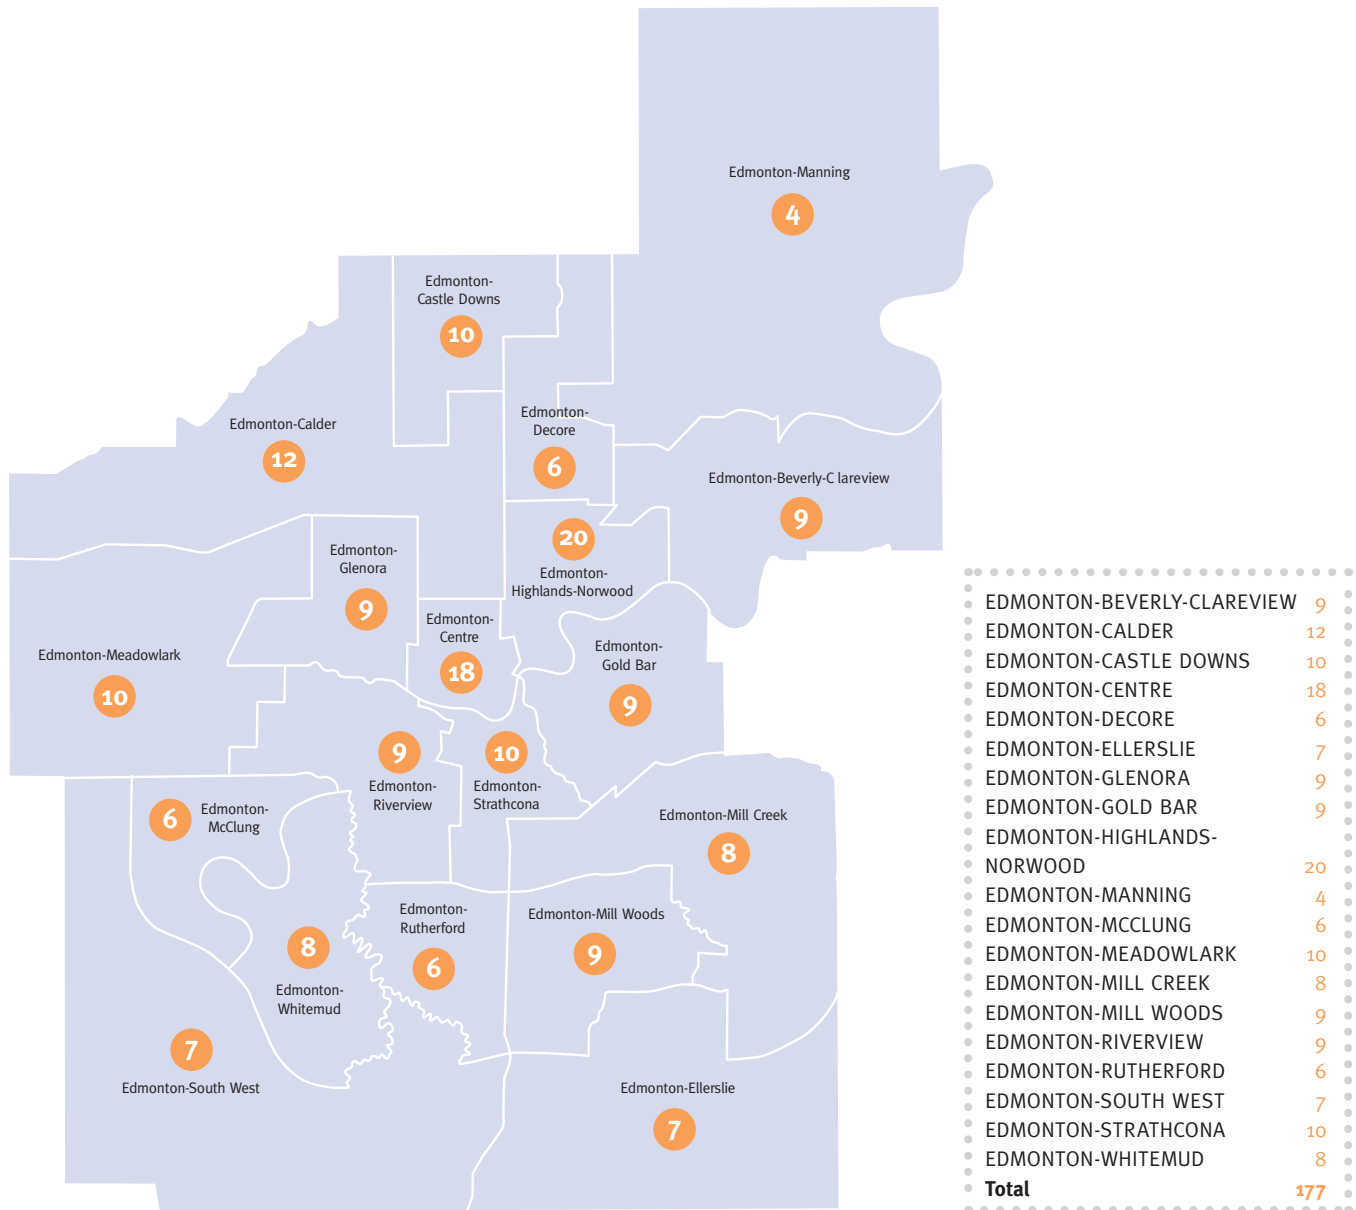 Edmonton-Manning
4
Edmonton-
Castle Downs
10
Edmonton-Calder
12
Edmonton-
Decore
6
Edmonton-Beverly-C lareview
9
20
Edmonton-
Highlands-Norwood
Edmonton-
Glenora
9
Edmonton-
Centre
18
Edmonton-
Gold Bar
9
Edmonton-Meadowlark
10
9
Edmonton-
Riverview
10
Edmonton-
Strathcona
6
Edmonton-
McClung
Edmonton-Mill Creek
8
Edmonton-
Rutherford
6
Edmonton-Mill Woods
9
8
Edmonton-
Whitemud
7
Edmonton-South West
Edmonton-Ellerslie
7
EDMONTON-BEVERLY-CLAREVIEW 9
EDMONTON-CALDER 12
EDMONTON-CASTLE DOWNS 10
EDMONTON-CENTRE 18
EDMONTON-DECORE 6
EDMONTON-ELLERSLIE 7
EDMONTON-GLENORA 9
EDMONTON-GOLD BAR 9
EDMONTON-HIGHLANDS-
NORWOOD 20
EDMONTON-MANNING 4
EDMONTON-MCCLUNG 6
EDMONTON-MEADOWLARK 10
EDMONTON-MILL CREEK 8
EDMONTON-MILL WOODS 9
EDMONTON-RIVERVIEW 9
EDMONTON-RUTHERFORD 6
EDMONTON-SOUTH WEST 7
EDMONTON-STRATHCONA 10
EDMONTON-WHITEMUD 8
Total 177